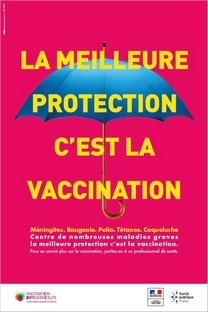 LA MEILLEURE
PROTECTION
C'EST LA
VACCINATION
Méningites, Rougeole, Polio, Tétanos, Coqueluche
Contre de nombreuses maladies graves
la meilleure protection c'est la vaccination.
Pour en savoir plus sur la vaccination, parlez-en à un professionnel de santé.
VACCINATION
INFO SERVICE.FR
Santé
publique
France